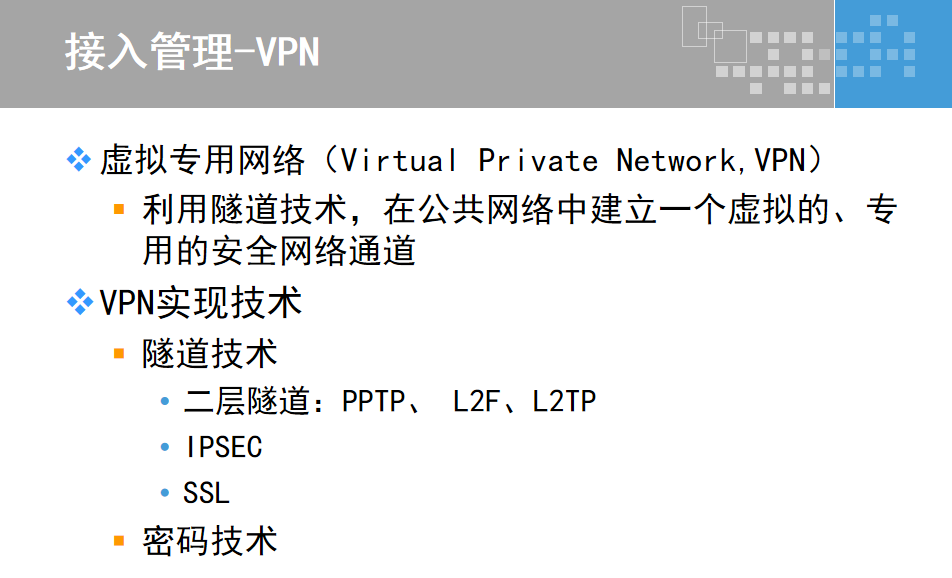 接入管理-VPN
虚拟专用网络（Virtual Private Network,VPN）
利用隧道技术，在公共网络中建立一个虚拟的、专
用的安全网络通道
VPN实现技术
隧道技术
二层隧道：PPTP、 L2F、L2TP
IPSEC
SSL
密码技术